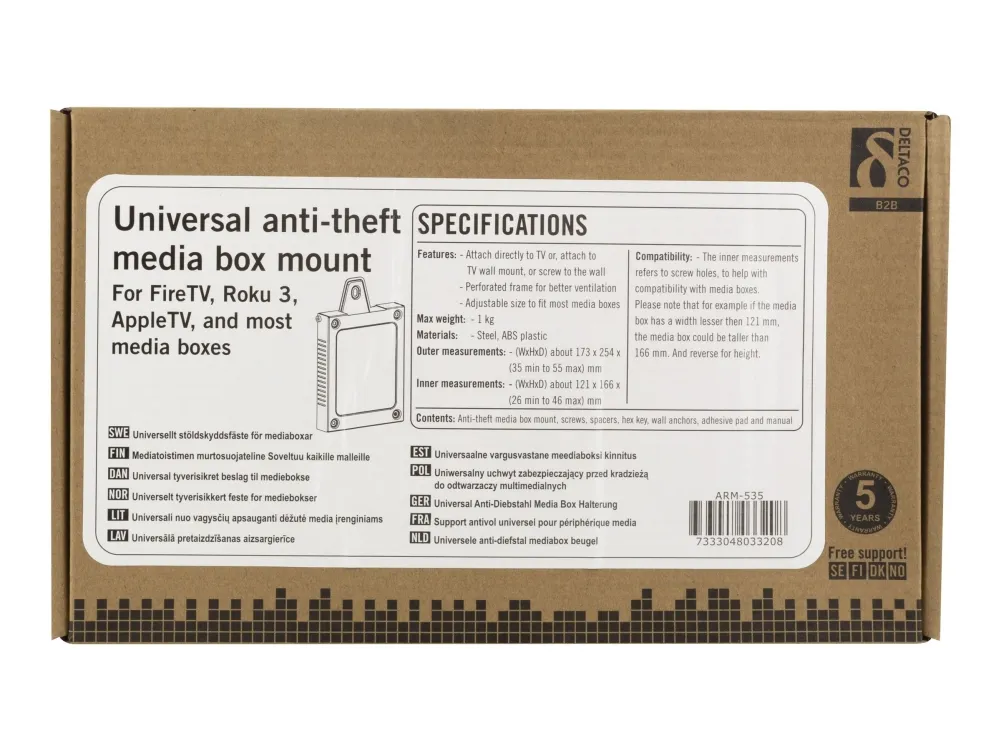 DELTACO
B2B
Universal anti-theft
media box mount
For FireTV, Roku 3,
AppleTV, and most
media boxes
SPECIFICATIONS
Features: - Attach directly to TV or, attach to
TV wall mount, or screw to the wall
- Perforated frame for better ventilation
- Adjustable size to fit most media boxes
Max weight: - 1 kg
Materials: - Steel, ABS plastic
Outer measurements: - (WxHxD) about 173 x 254 x
(35 min to 55 max) mm
Inner measurements: - (WxHxD) about 121 x 166 x
(26 min to 46 max) mm
Compatibility: - The inner measurements
refers to screw holes, to help with
compatibility with media boxes.
Please note that for example if the media
box has a width lesser then 121 mm,
the media box could be taller than
166 mm. And reverse for height.
Contents: Anti-theft media box mount, screws, spacers, hex key, wall anchors, adhesive pad and manual
SWE Universellt stöldskyddsfäste för mediaboxar
FIN Mediatoistimen murtosuojateline Soveltuu kaikille malleille
DAN Universal tyverisikret beslag til mediebokse
NOR Universelt tyverisikkert feste for mediebokser
LIT Universali nuo vagysčių apsauganti dėžutė media įrenginiams
LAV Universālā pretaizdzīšanas aizsargierīce
EST Universaalne vargusvastane meediaboksi kinnitus
POL Uniwersalny uchwyt zabezpieczający przed kradzieżą
do odtwarzaczy multimedialnych
GER Universal Anti-Diebstahl Media Box Halterung
FRA Support antivol universel pour périphérique media
NLD Universele anti-diefstal mediabox beugel
ARM-535
7333048033208
WARRANTY · WARRANTY · WARRANTY · WARRANTY
5
YEARS
Free support!
SE FI DK NO